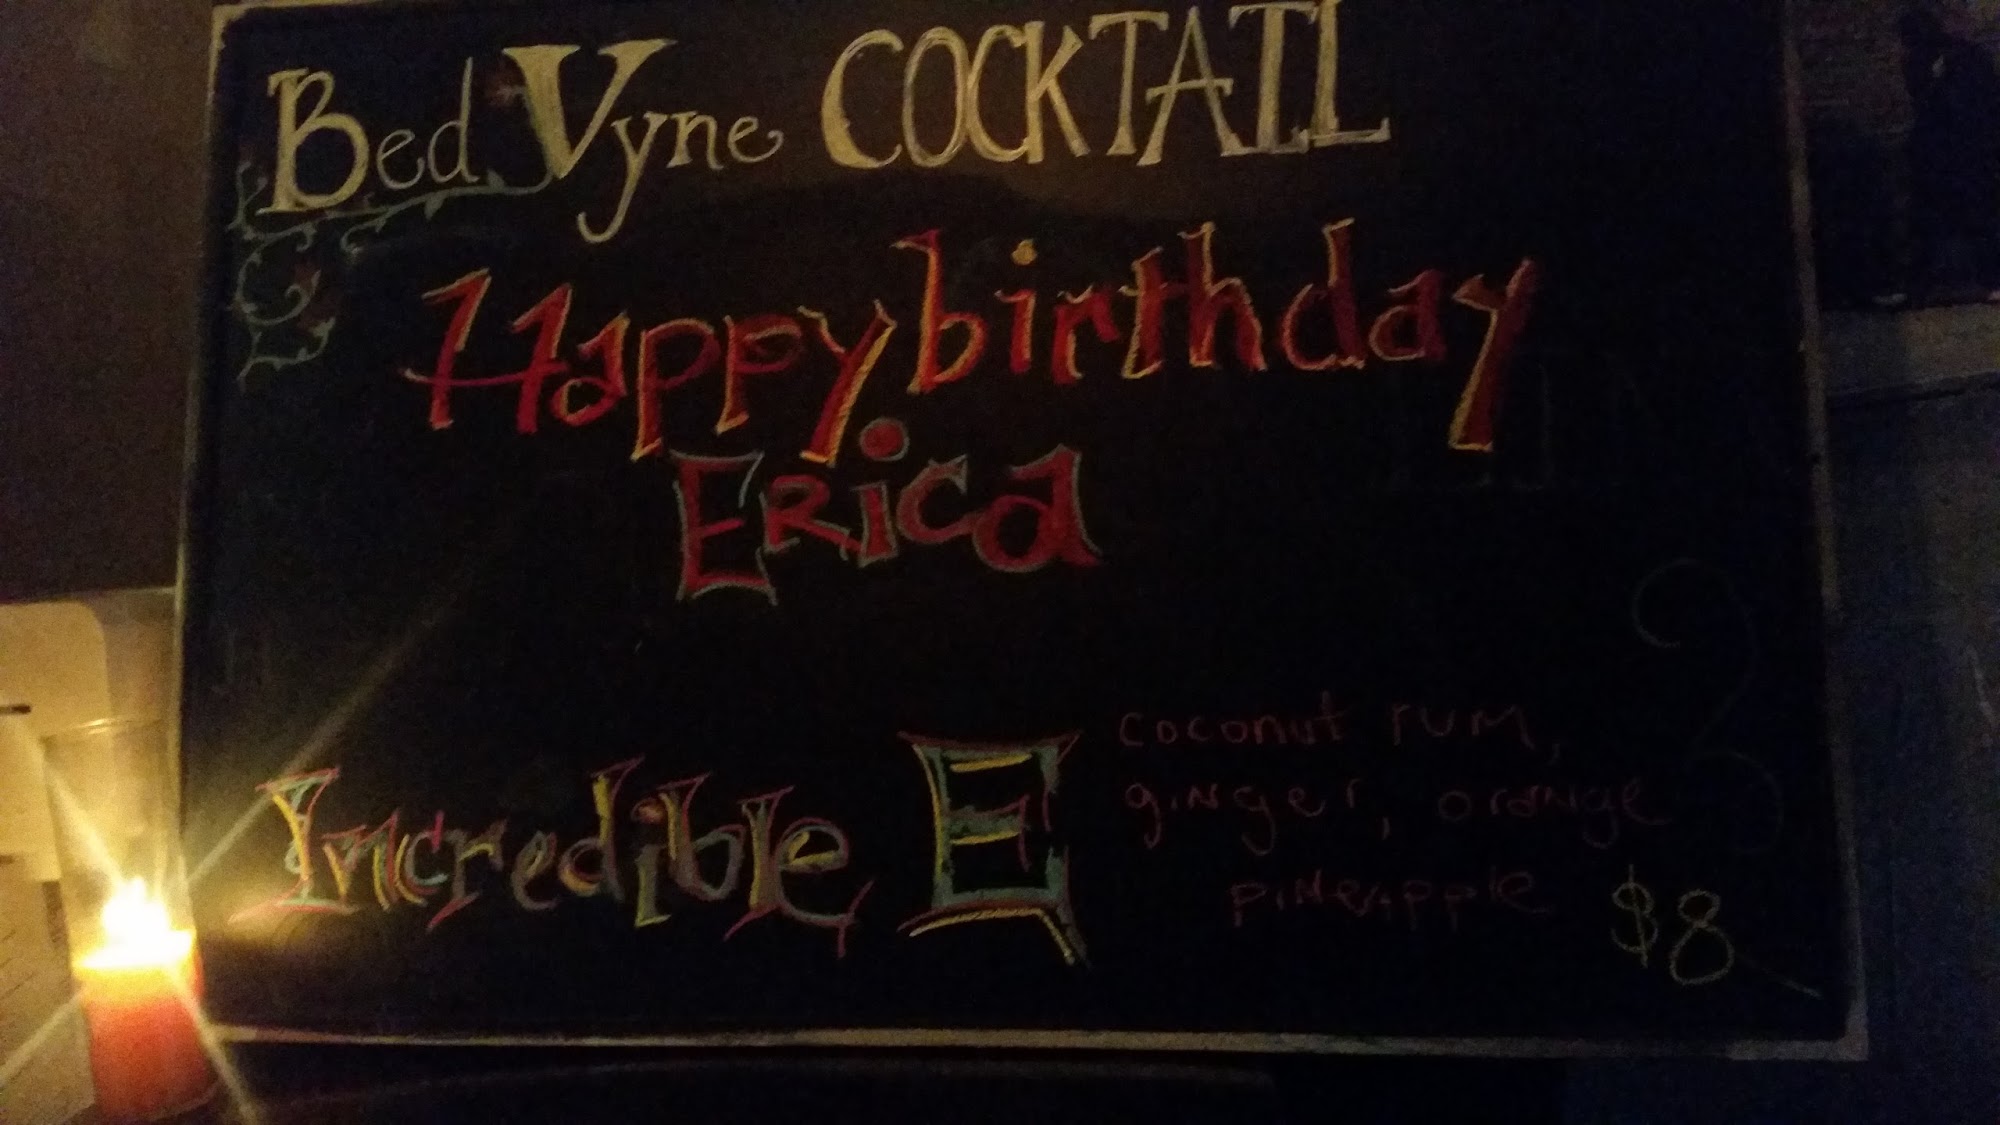 Bed Vyne COCKTAIL
Happy birthday
Erica
Incredible E
coconut rum,
ginger, orange
pineapple $8